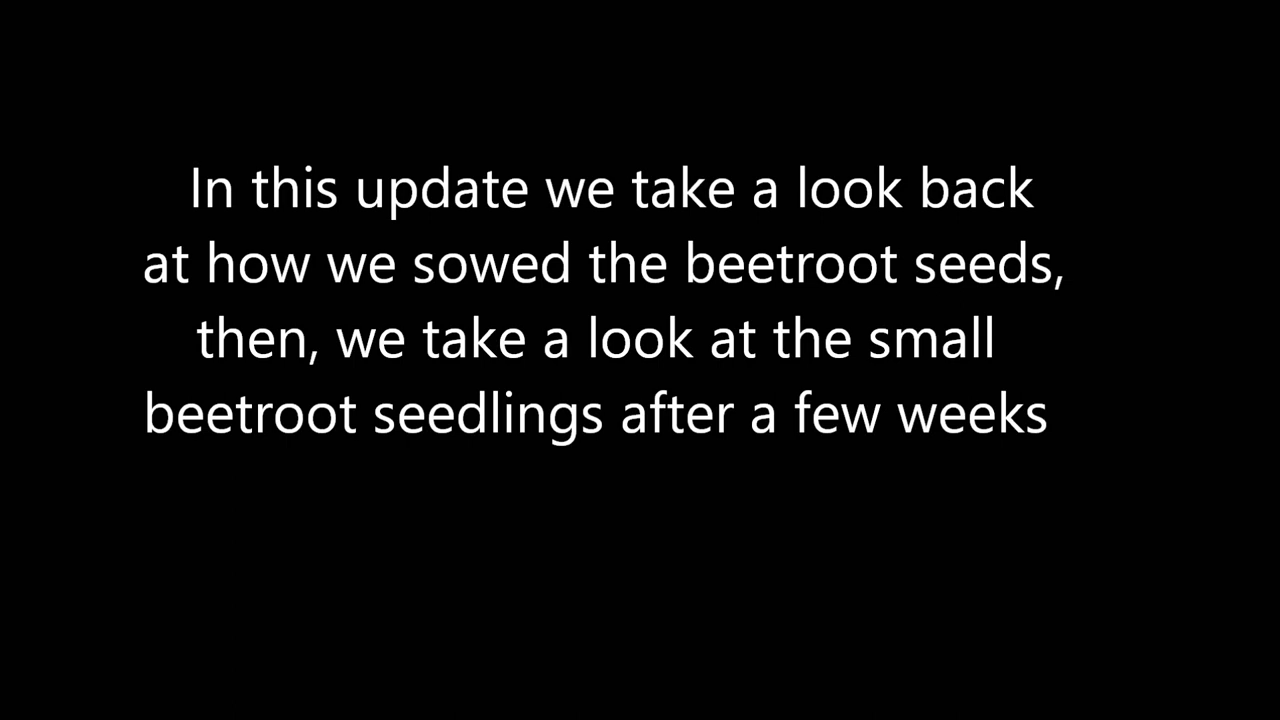 In this update we take a look back
at how we sowed the beetroot seeds,
then, we take a look at the small
beetroot seedlings after a few weeks